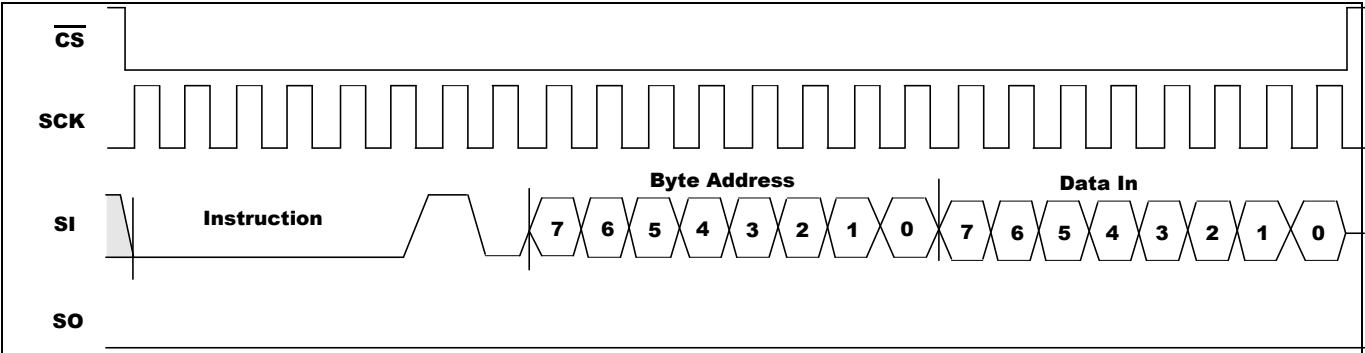 CS
SCK
Byte Address
Data In
SI
Instruction
7 6 5 4 3 2 1 0 7 6 5 4 3 2 1 0
SO